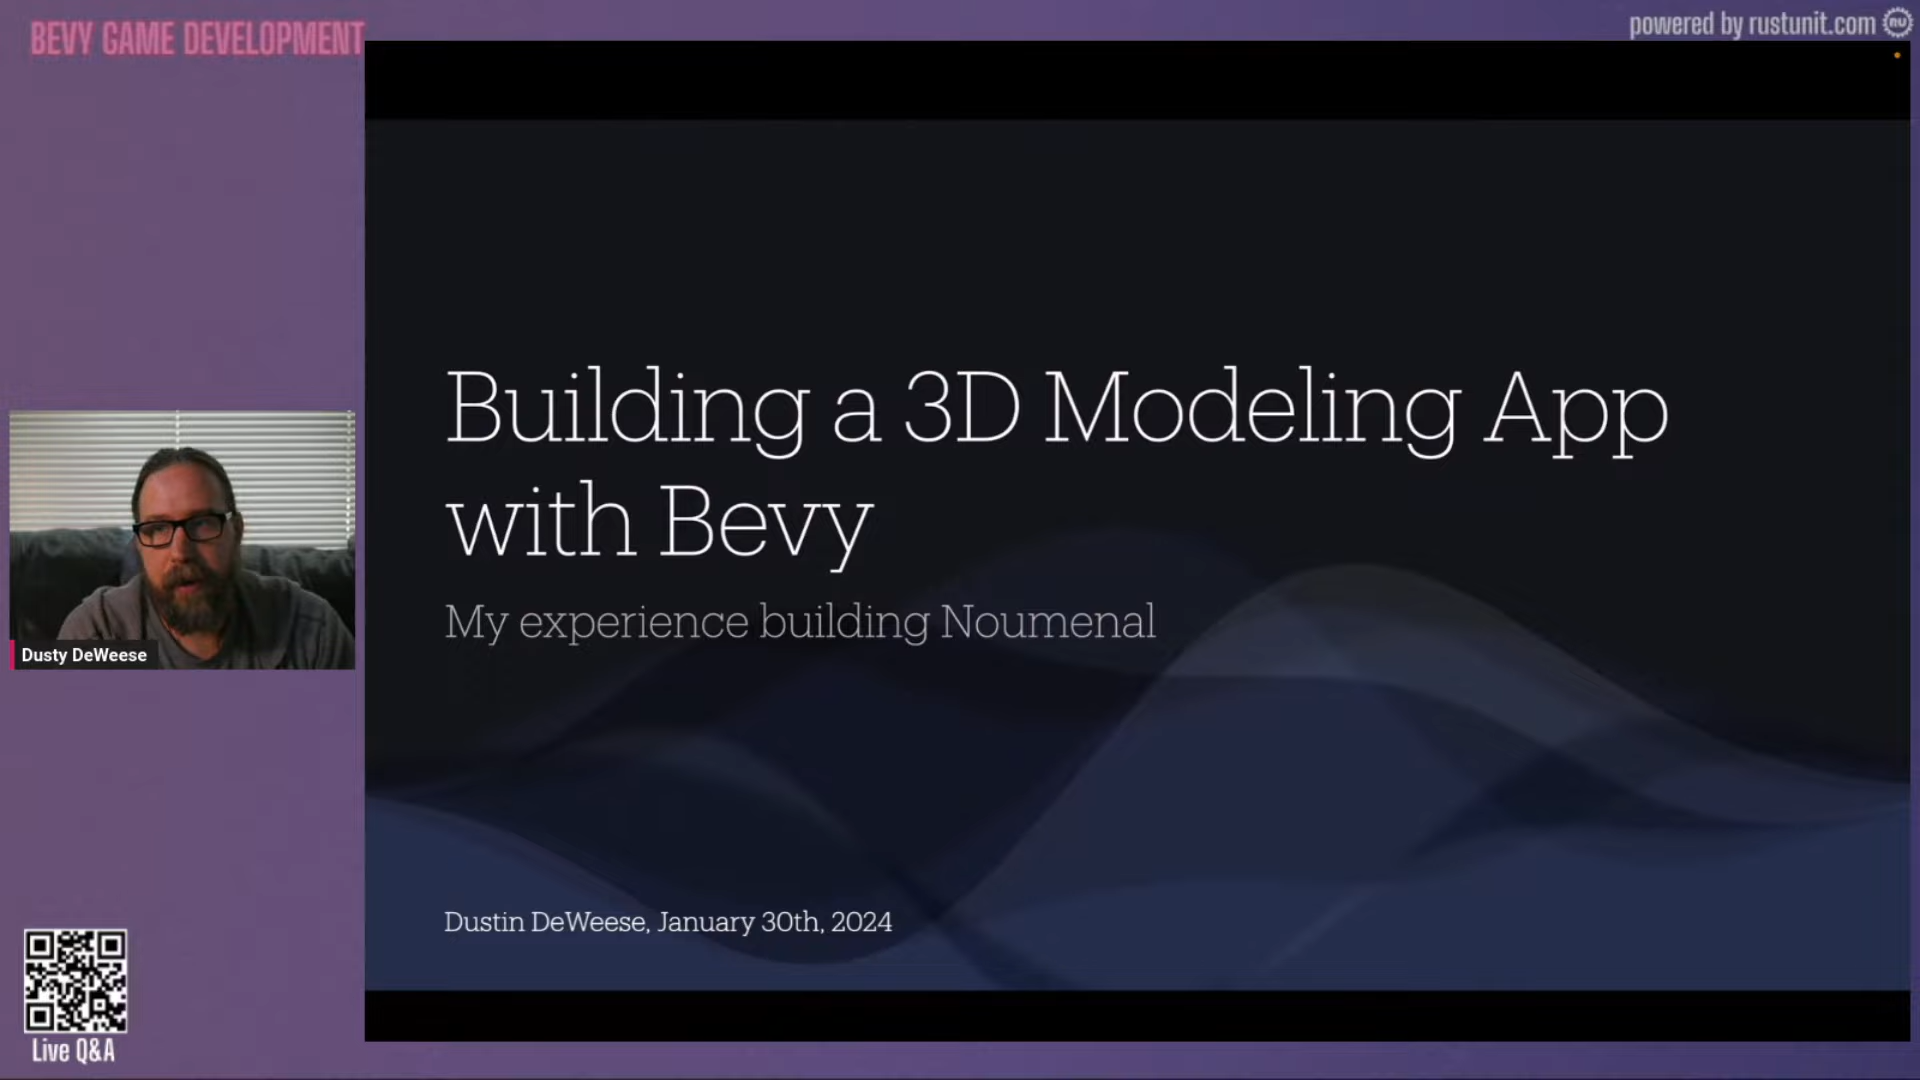 BEVY GAME DEVELOPMENT
powered by rustunit.com
RU
Building a 3D Modeling App
with Bevy
My experience building Noumenal
Dusty DeWeese
Dustin DeWeese, January 30th, 2024
Live Q&A